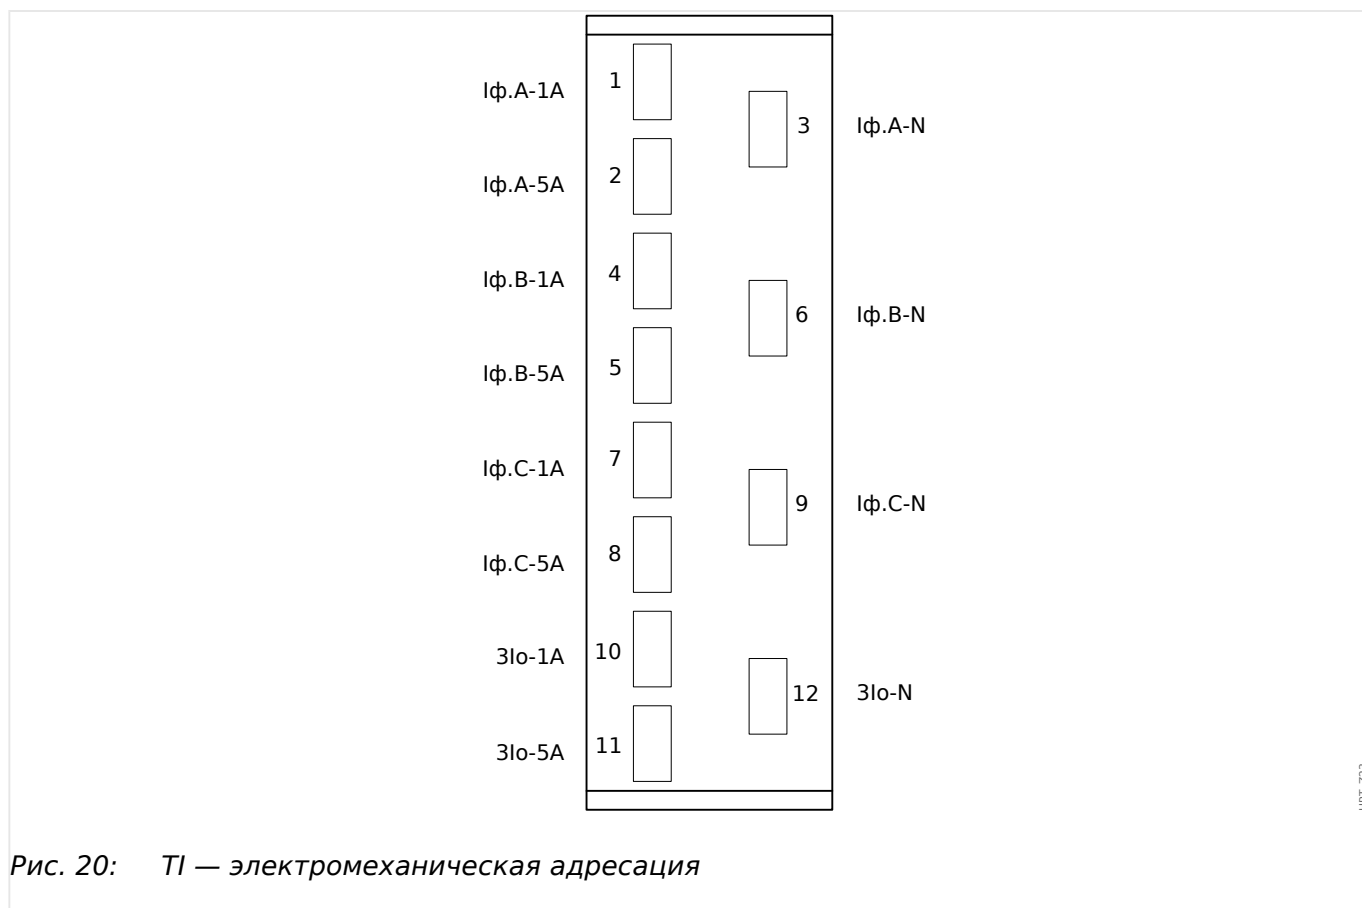 Iф.A-1A 1
3 Iф.A-N
Iф.A-5A 2
Iф.B-1A 4
6 Iф.B-N
Iф.B-5A 5
Iф.C-1A 7
9 Iф.C-N
Iф.C-5A 8
3Io-1A 10
12 3Io-N
3Io-5A 11
Рис. 20: TI — электромеханическая адресация